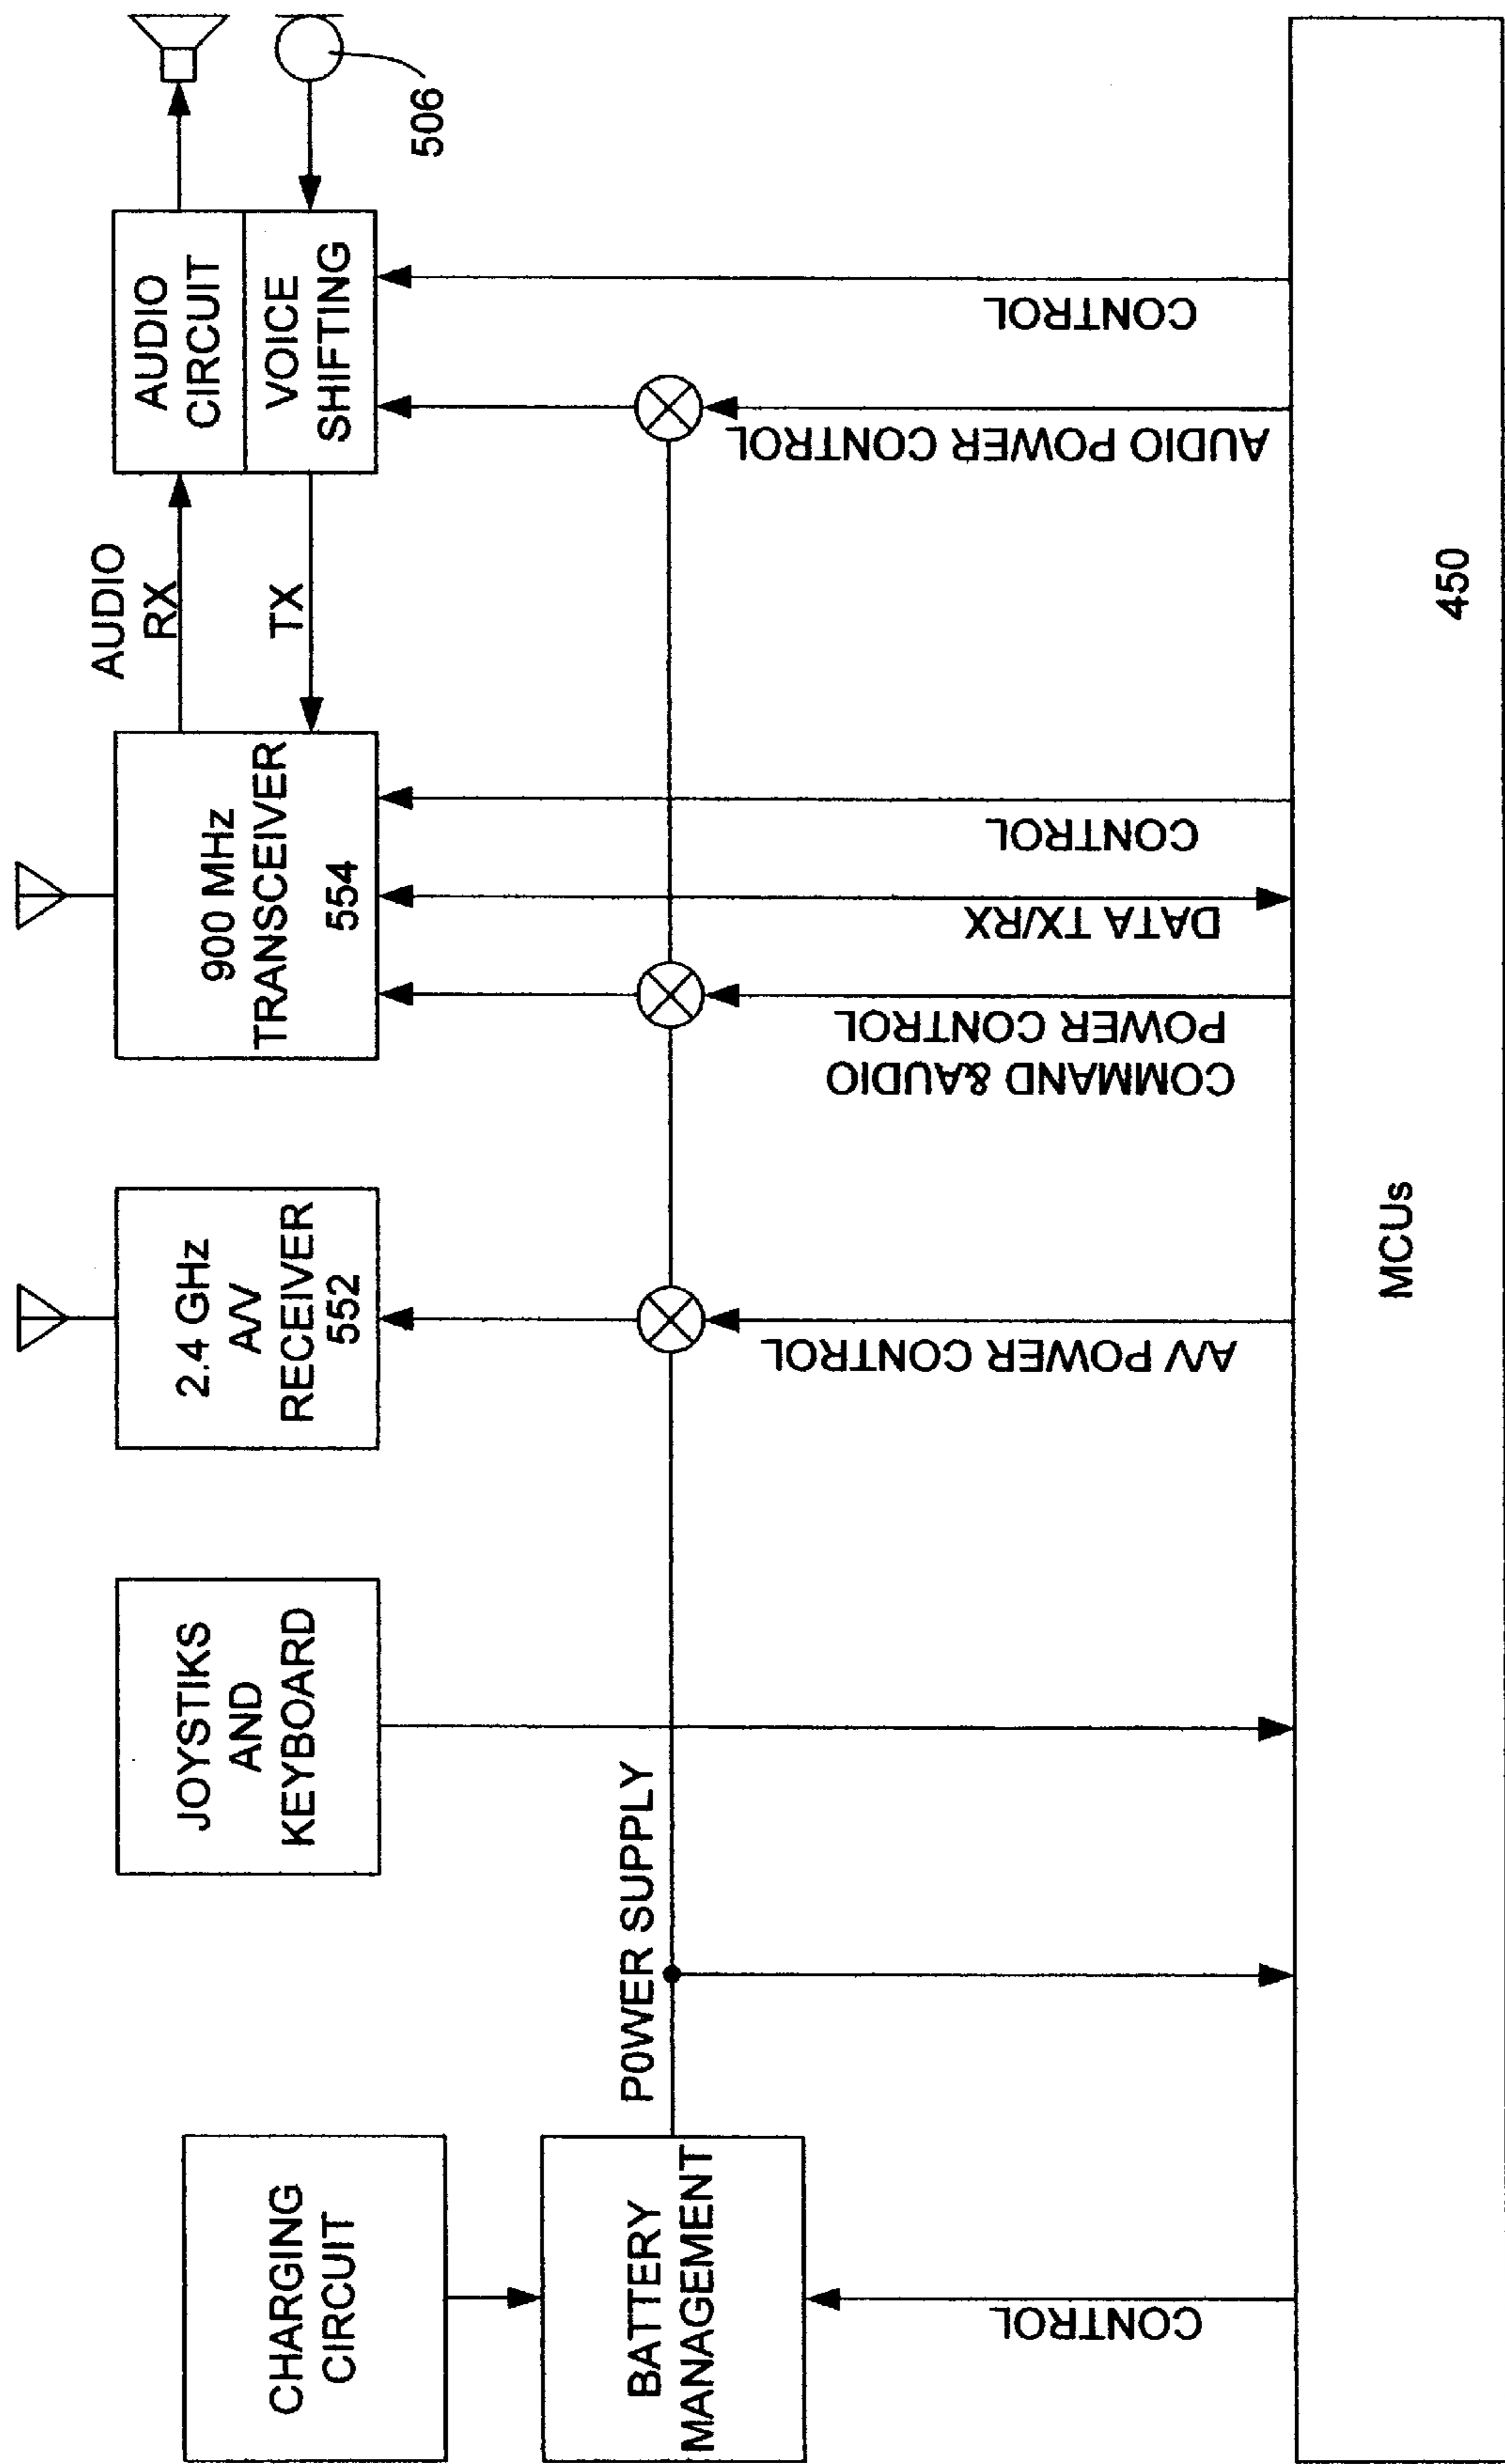 CHARGING
CIRCUIT
BATTERY
MANAGEMENT
P0WER SUPPLY
CONTROL
JOYSTIKS
AND
KEYBOARD
2.4 GHz
A/V
RECEIVER
552
A/V POWER CONTROL
900 MHz
TRANSCEIVER
554
COMMAND &AUDIO
POWER CONTROL
DATA TX/RX
CONTROL
AUDIO
RX
TX
AUDIO
CIRCUIT
VOICE
SHIFTING
AUDIO POWER CONTROL
CONTROL
506
MCUs
450